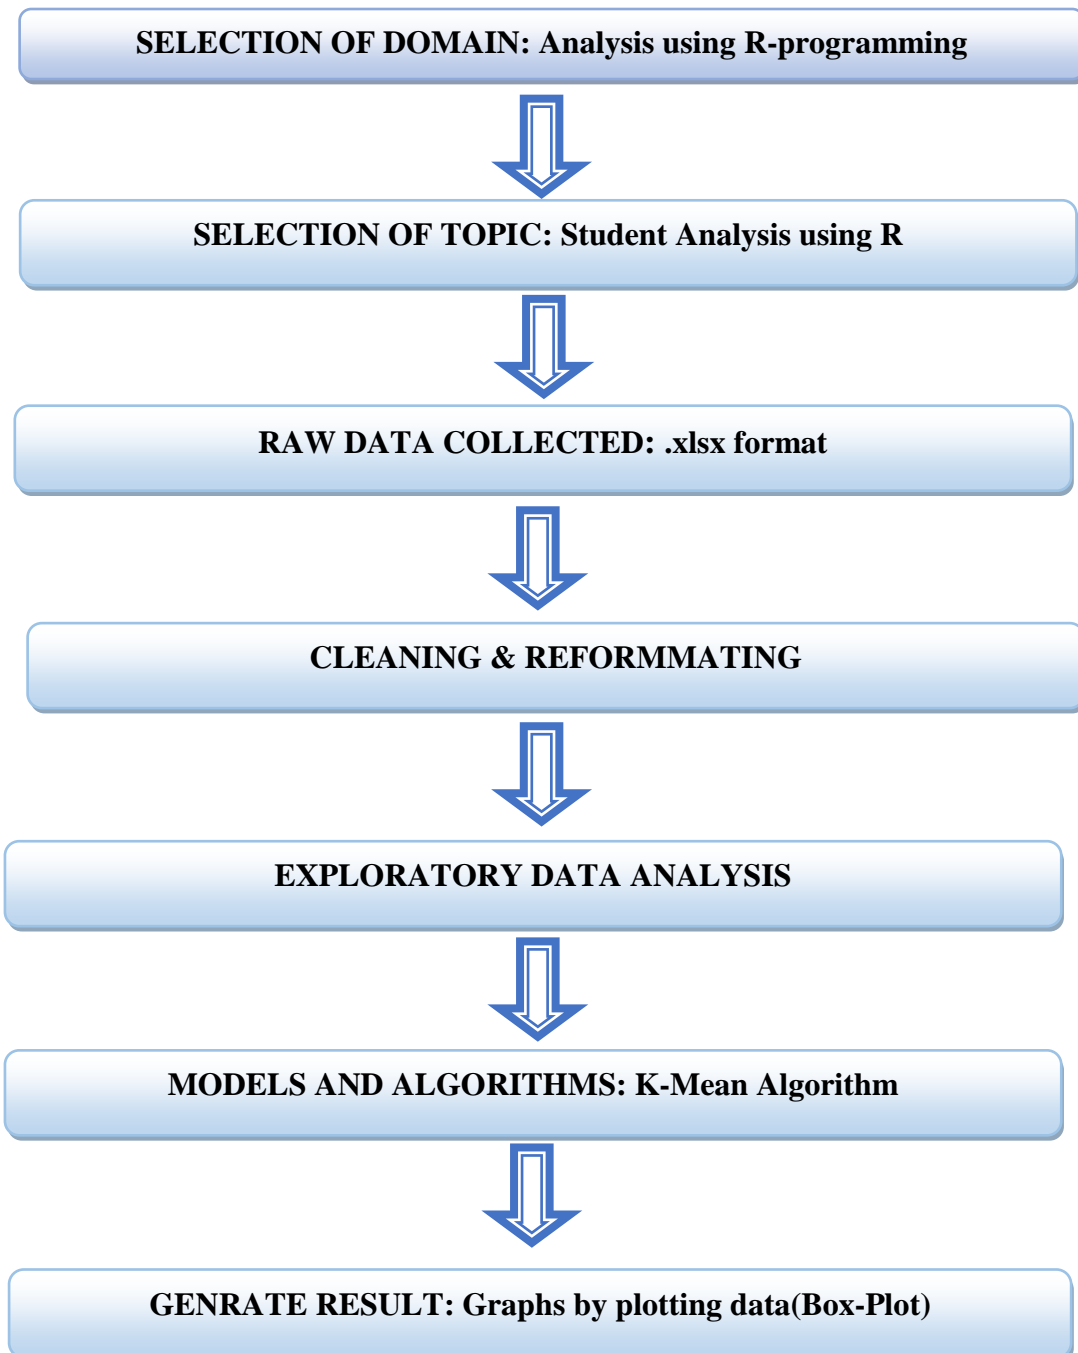 SELECTION OF DOMAIN: Analysis using R-programming
SELECTION OF TOPIC: Student Analysis using R
RAW DATA COLLECTED: .xlsx format
CLEANING & REFORMMATING
EXPLORATORY DATA ANALYSIS
MODELS AND ALGORITHMS: K-Mean Algorithm
GENRATE RESULT: Graphs by plotting data(Box-Plot)